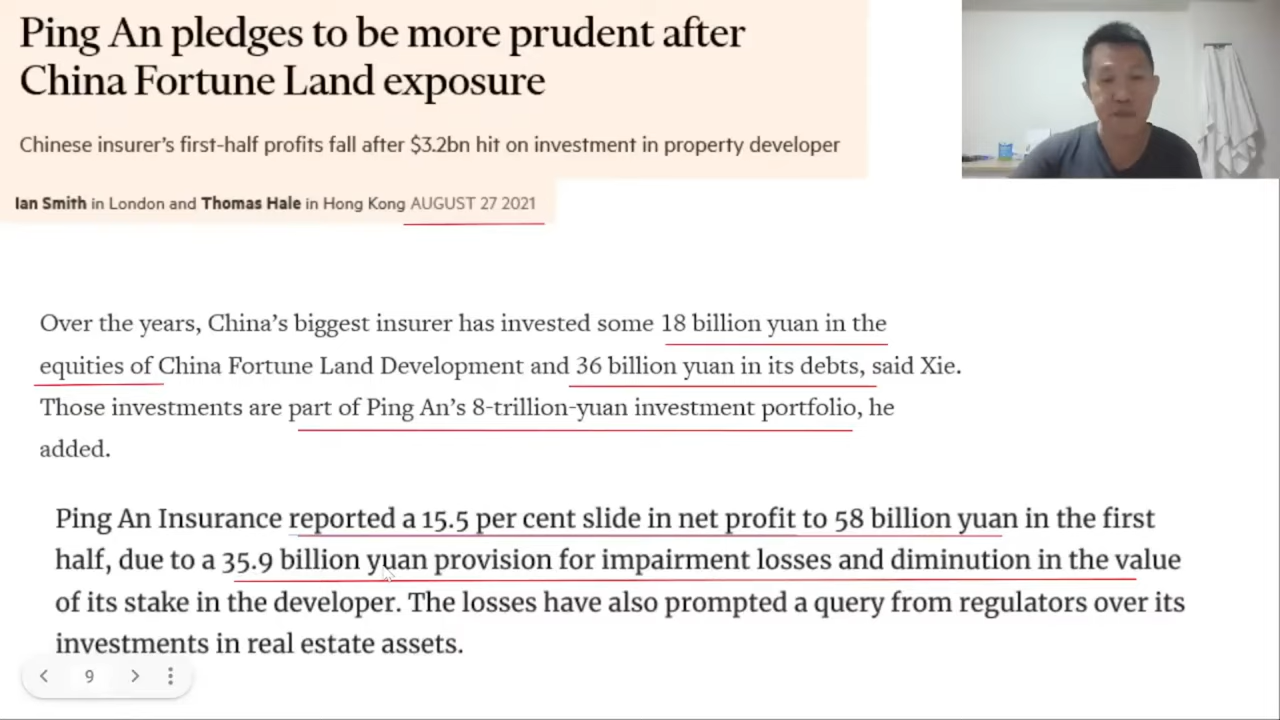 Ping An pledges to be more prudent after
China Fortune Land exposure
Chinese insurer's first-half profits fall after $3.2bn hit on investment in property developer
Ian Smith in London and Thomas Hale in Hong Kong AUGUST 27 2021
Over the years, China's biggest insurer has invested some 18 billion yuan in the
equities of China Fortune Land Development and 36 billion yuan in its debts, said Xie.
Those investments are part of Ping An's 8-trillion-yuan investment portfolio, he
added.
Ping An Insurance reported a 15.5 per cent slide in net profit to 58 billion yuan in the first
half, due to a 35.9 billion yuan provision for impairment losses and diminution in the value
of its stake in the developer. The losses have also prompted a query from regulators over its
investments in real estate assets.
9